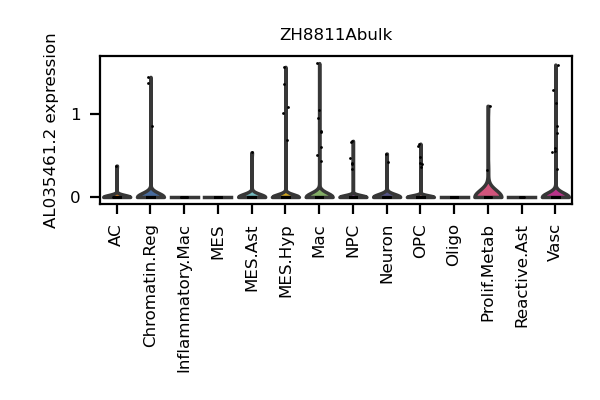 ZH8811Abulk
AL035461.2 expression
1
0
AC
Chromatin.Reg
Inflammatory.Mac
MES
MES.Ast
MES.Hyp
Mac
NPC
Neuron
OPC
Oligo
Prolif.Metab
Reactive.Ast
Vasc